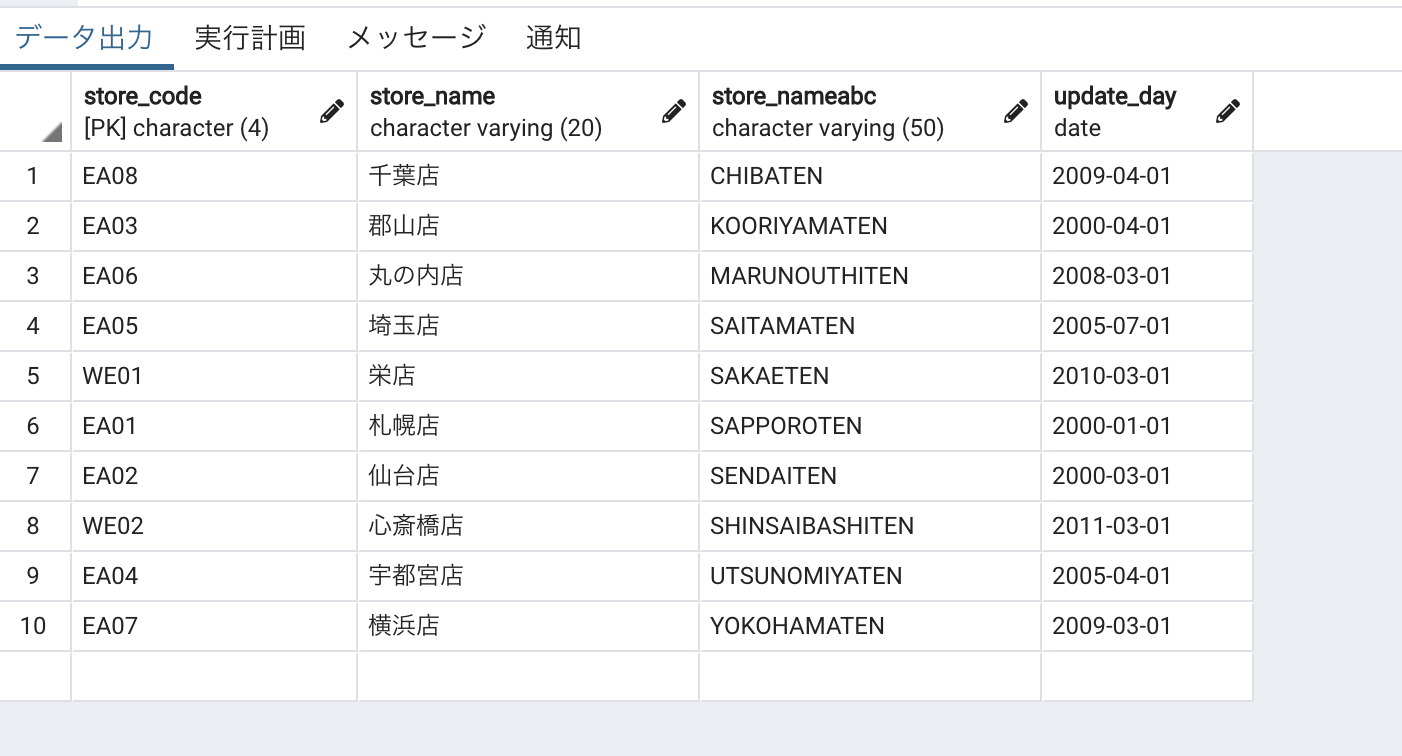 データ出力 実行計画 メッセージ 通知
store_code store_name store_nameabc update_day
[PK] character (4) character varying (20) character varying (50) date
1 EA08 千葉店 CHIBATEN 2009-04-01
2 EA03 郡山店 KOORIYAMATEN 2000-04-01
3 EA06 丸の内店 MARUNOUTHITEN 2008-03-01
4 EA05 埼玉店 SAITAMATEN 2005-07-01
5 WE01 栄店 SAKAETEN 2010-03-01
6 EA01 札幌店 SAPPOROTEN 2000-01-01
7 EA02 仙台店 SENDAITEN 2000-03-01
8 WE02 心斎橋店 SHINSAIBASHITEN 2011-03-01
9 EA04 宇都宮店 UTSUNOMIYATEN 2005-04-01
10 EA07 横浜店 YOKOHAMATEN 2009-03-01